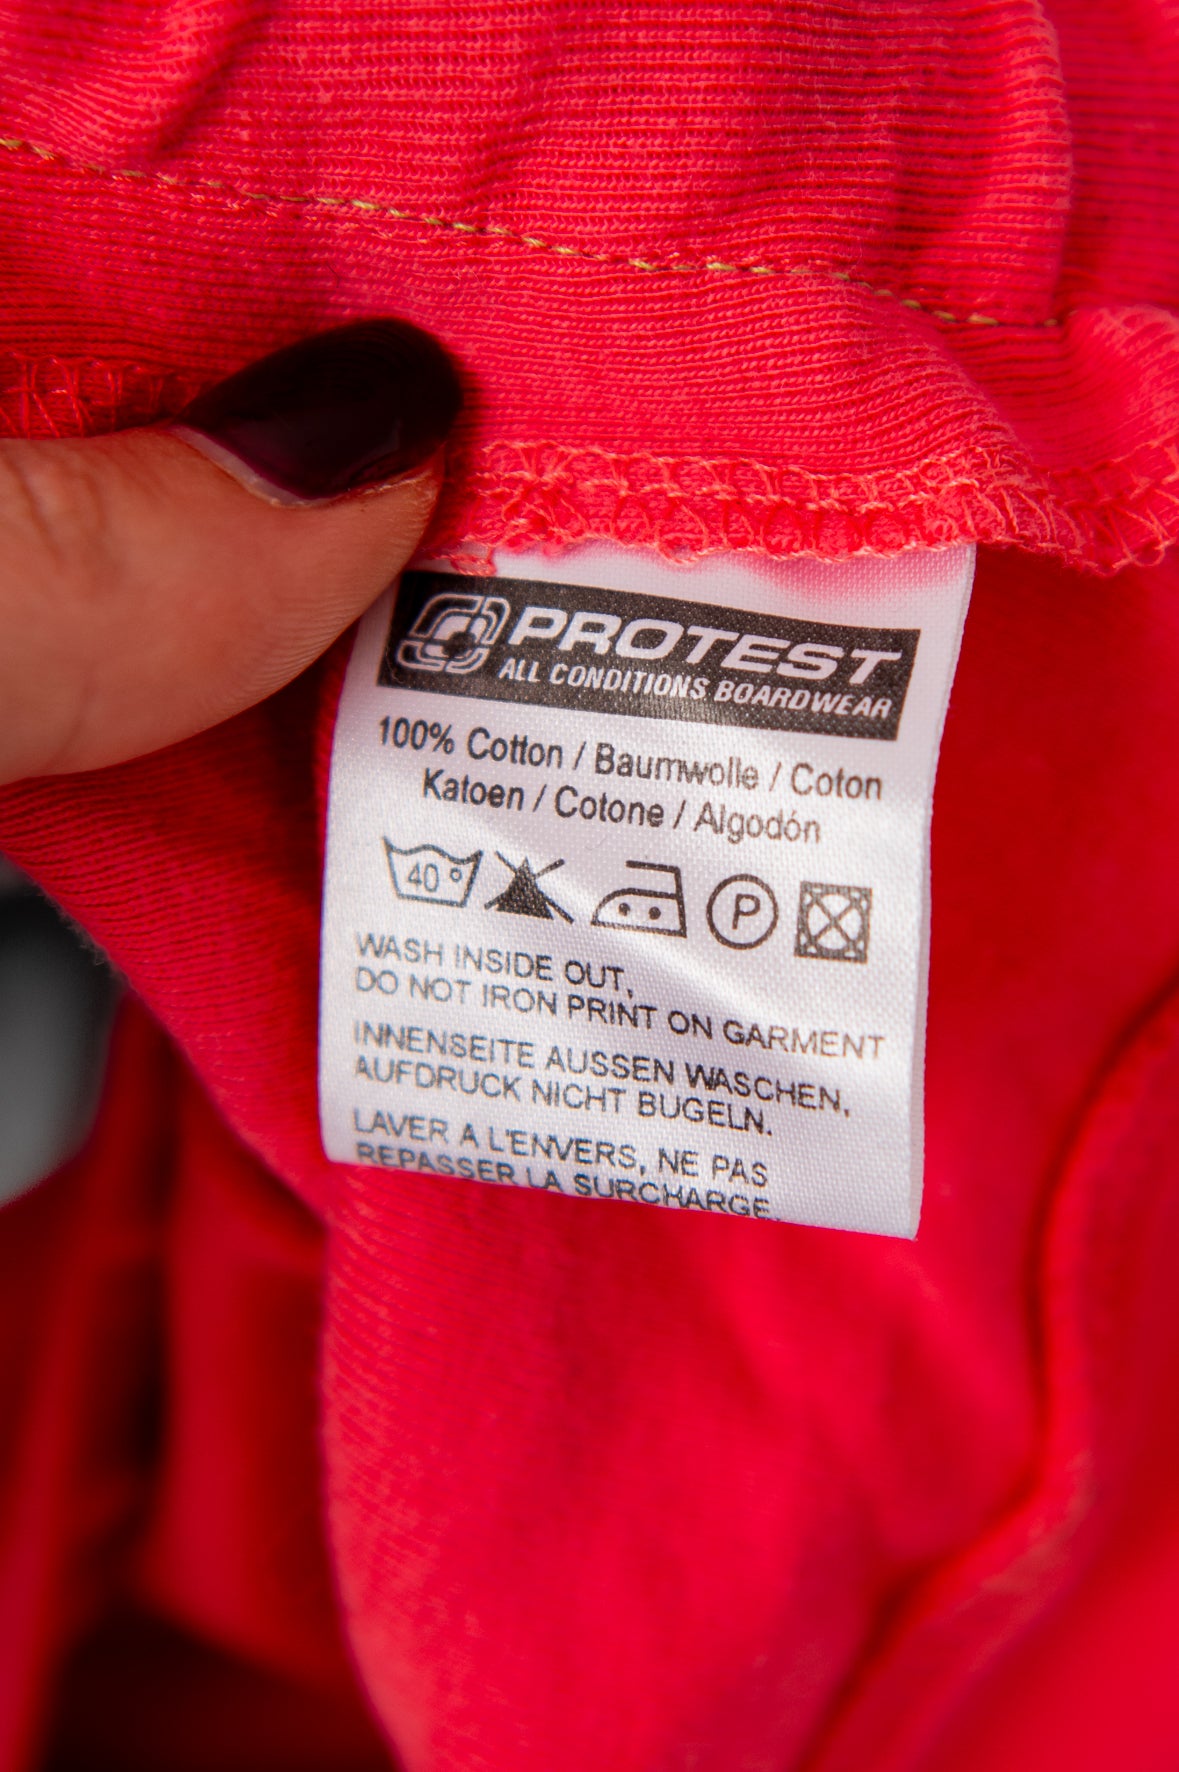 PROTEST
ALL CONDITIONS BOARDWEAR
100% Cotton / Baumwolle / Coton
Katoen / Cotone / Algodón
40° P
WASH INSIDE OUT,
DO NOT IRON PRINT ON GARMENT
INNENSEITE AUSSEN WASCHEN,
AUFDRUCK NICHT BUGELN.
LAVER A L'ENVERS, NE PAS
REPASSER LA SURCHARGE.